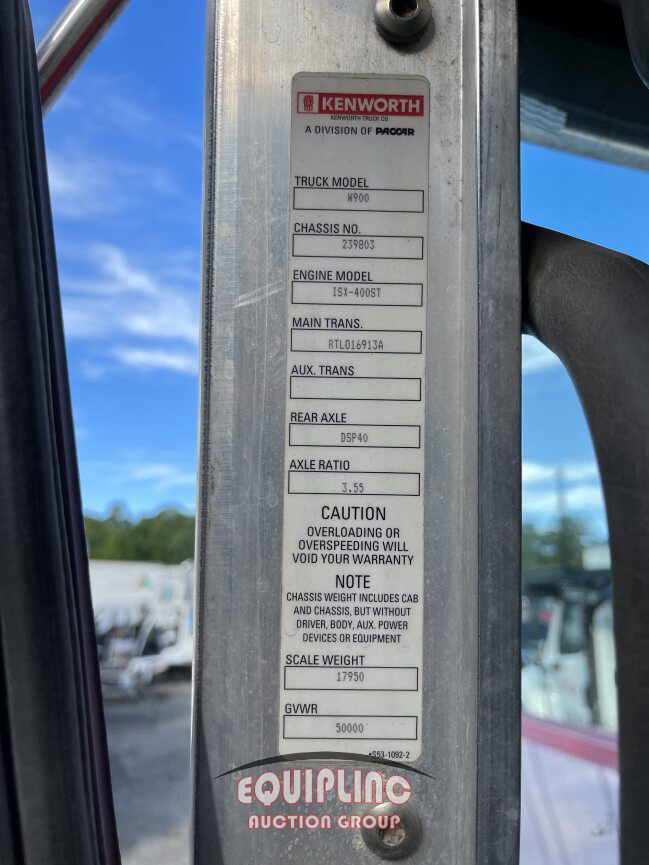 KENWORTH
KENWORTH TRUCK CO.
A DIVISION OF PACCAR
TRUCK MODEL
W900
CHASSIS NO.
239803
ENGINE MODEL
ISX-400ST
MAIN TRANS.
RTLO16913A
AUX. TRANS
REAR AXLE
DSP40
AXLE RATIO
3.55
CAUTION
OVERLOADING OR
OVERSPEEDING WILL
VOID YOUR WARRANTY
NOTE
CHASSIS WEIGHT INCLUDES CAB
AND CHASSIS, BUT WITHOUT
DRIVER, BODY, AUX. POWER
DEVICES OR EQUIPMENT
SCALE WEIGHT
17950
GVWR
50000
•S53-1092-2
EQUIPLINC
AUCTION GROUP